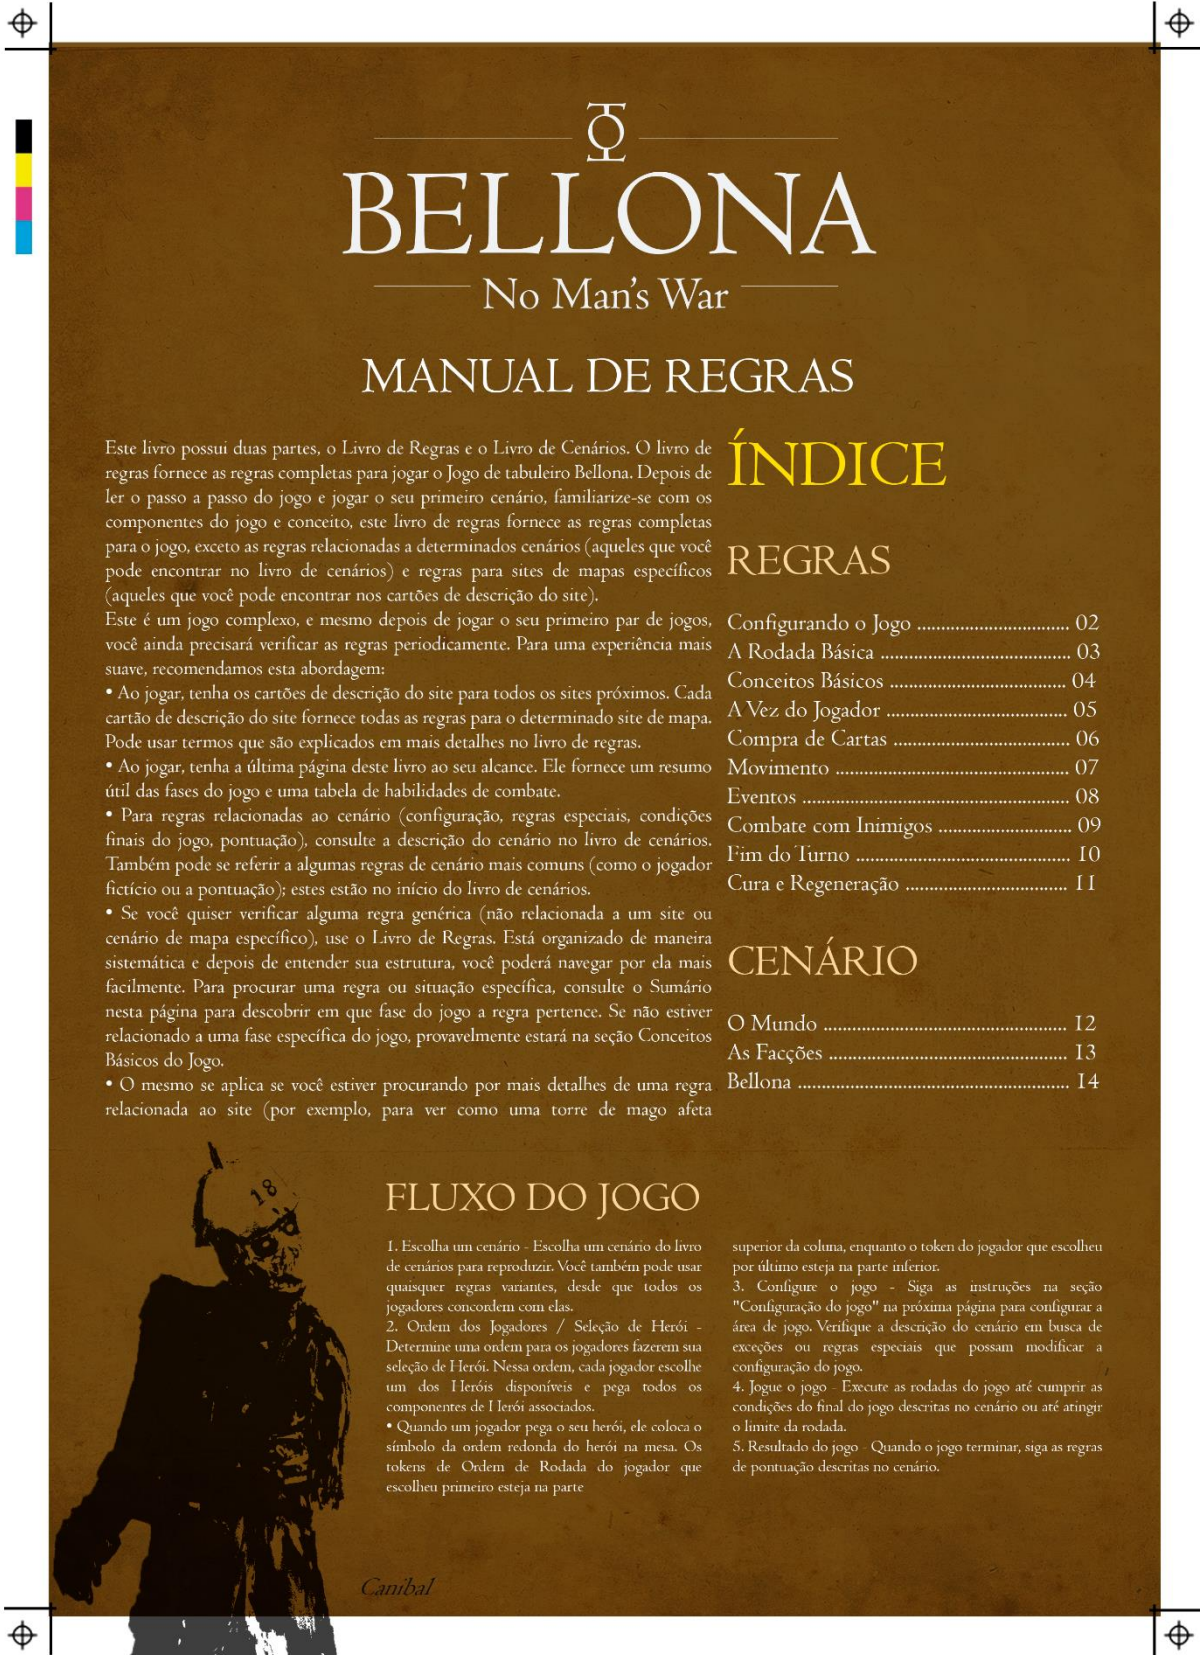 BELLONA
No Man's War
MANUAL DE REGRAS
Este livro possui duas partes, o Livro de Regras e o Livro de Cenários. O livro de
regras fornece as regras completas para jogar o Jogo de tabuleiro Bellona. Depois de
ler o passo a passo do jogo e jogar o seu primeiro cenário, familiarize-se com os
componentes do jogo e conceito, este livro de regras fornece as regras completas
para o jogo, exceto as regras relacionadas a determinados cenários (aqueles que você
pode encontrar no livro de cenários) e regras para sites de mapas específicos
(aqueles que você pode encontrar nos cartões de descrição do site).
Este é um jogo complexo, e mesmo depois de jogar o seu primeiro par de jogos,
você ainda precisará verificar as regras periodicamente. Para uma experiência mais
suave, recomendamos esta abordagem:
• Ao jogar, tenha os cartões de descrição do site para todos os sites próximos. Cada
cartão de descrição do site fornece todas as regras para o determinado site de mapa.
Pode usar termos que são explicados em mais detalhes no livro de regras.
• Ao jogar, tenha a última página deste livro ao seu alcance. Ele fornece um resumo
útil das fases do jogo e uma tabela de habilidades de combate.
• Para regras relacionadas ao cenário (configuração, regras especiais, condições
finais do jogo, pontuação), consulte a descrição do cenário no livro de cenários.
Também pode se referir a algumas regras de cenário mais comuns (como o jogador
fictício ou a pontuação); estes estão no início do livro de cenários.
• Se você quiser verificar alguma regra genérica (não relacionada a um site ou
cenário de mapa específico), use o Livro de Regras. Está organizado de maneira
sistemática e depois de entender sua estrutura, você poderá navegar por ela mais
facilmente. Para procurar uma regra ou situação específica, consulte o Sumário
nesta página para descobrir em que fase do jogo a regra pertence. Se não estiver
relacionado a uma fase específica do jogo, provavelmente estará na seção Conceitos
Básicos do Jogo.
• O mesmo se aplica se você estiver procurando por mais detalhes de uma regra
relacionada ao site (por exemplo, para ver como uma torre de mago afeta
ÍNDICE
REGRAS
Configurando o Jogo ................................ 02
A Rodada Básica ........................................ 03
Conceitos Básicos ..................................... 04
A Vez do Jogador ...................................... 05
Compra de Cartas ..................................... 06
Movimento ................................................. 07
Eventos ........................................................ 08
Combate com Inimigos ............................ 09
Fim do Turno ............................................. 10
Cura e Regeneração .................................. 11
CENÁRIO
O Mundo ................................................... 12
As Facções .................................................. 13
Bellona ......................................................... 14
18
FLUXO DO JOGO
1. Escolha um cenário - Escolha um cenário do livro
de cenários para reproduzir. Você também pode usar
quaisquer regras variantes, desde que todos os
jogadores concordem com elas.
2. Ordem dos Jogadores / Seleção de Herói -
Determine uma ordem para os jogadores fazerem sua
seleção de Herói. Nessa ordem, cada jogador escolhe
um dos Heróis disponíveis e pega todos os
componentes de Herói associados.
• Quando um jogador pega o seu herói, ele coloca o
símbolo da ordem redonda do herói na mesa. Os
tokens de Ordem de Rodada do jogador que
escolheu primeiro esteja na parte
superior da coluna, enquanto o token do jogador que escolheu
por último esteja na parte inferior.
3. Configure o jogo - Siga as instruções na seção
"Configuração do jogo" na próxima página para configurar a
área de jogo. Verifique a descrição do cenário em busca de
exceções ou regras especiais que possam modificar a
configuração do jogo.
4. Jogue o jogo - Execute as rodadas do jogo até cumprir as
condições do final do jogo descritas no cenário ou até atingir
o limite da rodada.
5. Resultado do jogo - Quando o jogo terminar, siga as regras
de pontuação descritas no cenário.
Canibal